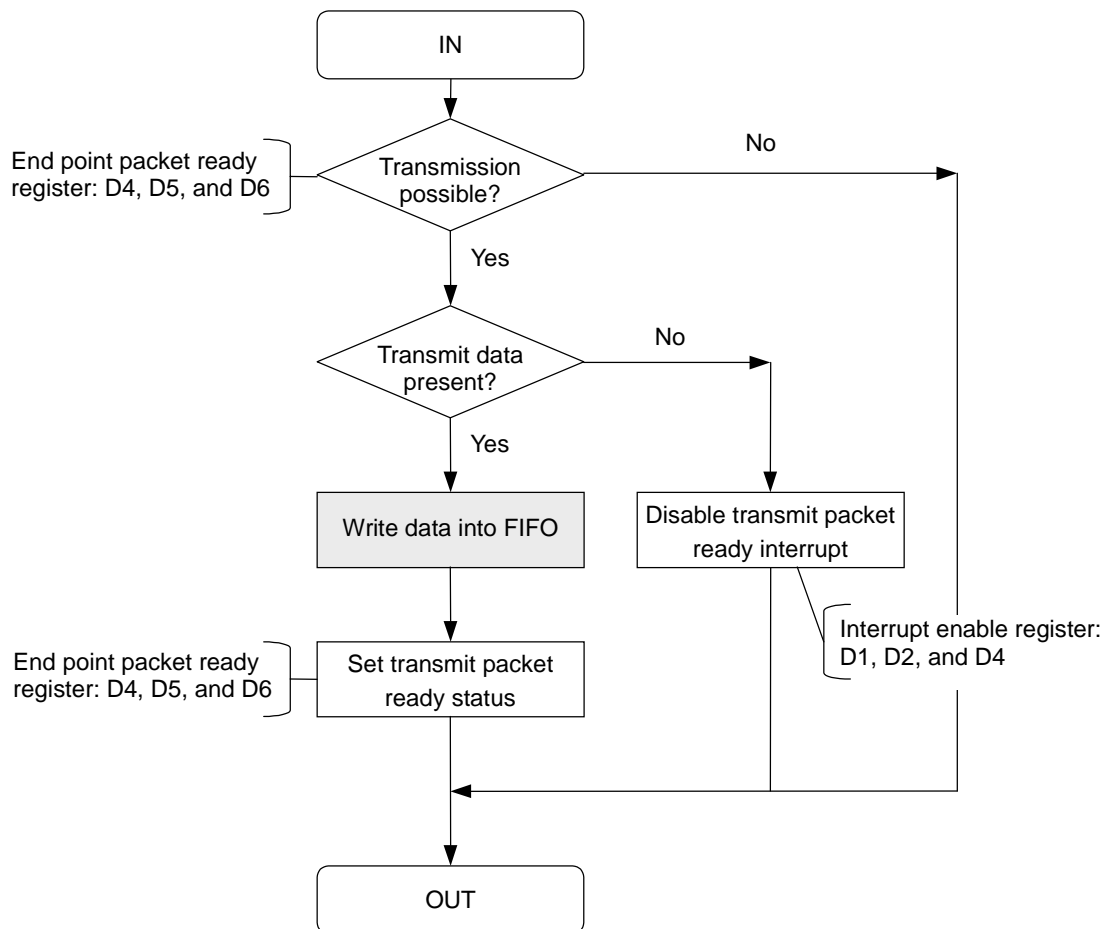 IN
No
End point packet ready
register: D4, D5, and D6
Transmission
possible?
Yes
No
Transmit data
present?
Yes
Write data into FIFO
Disable transmit packet
ready interrupt
Interrupt enable register:
D1, D2, and D4
End point packet ready
register: D4, D5, and D6
Set transmit packet
ready status
OUT